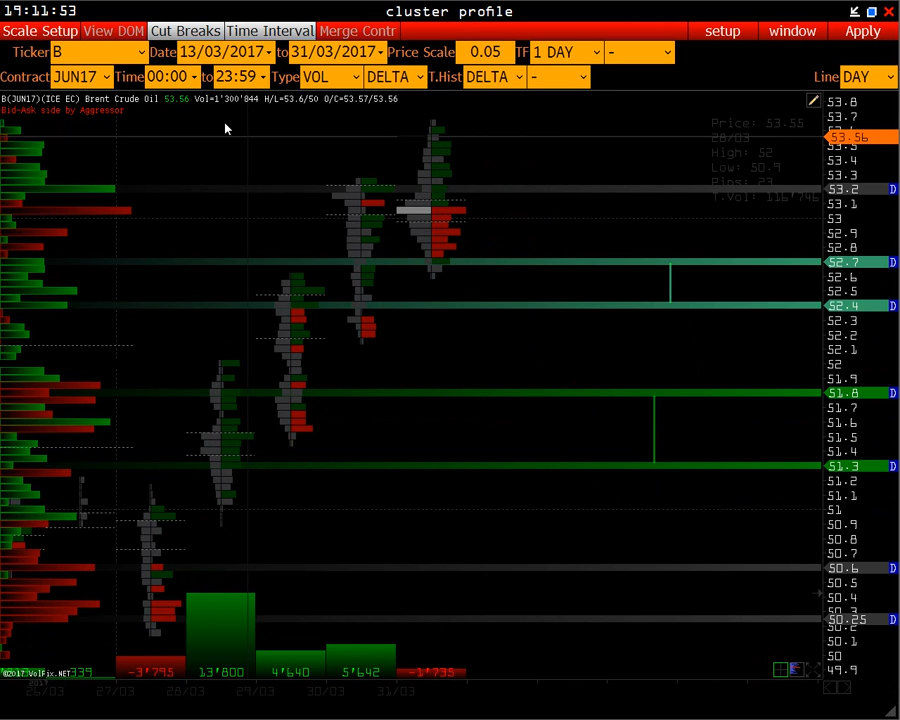 19:11:53 cluster profile
Scale Setup View DOM Cut Breaks Time Interval Merge Contr setup window Apply
Ticker B Date 13/03/2017 to 31/03/2017 Price Scale 0.05 TF 1 DAY -
Contract JUN17 Time 00:00 to 23:59 Type VOL DELTA T.Hist DELTA - Line DAY
B(JUN17)(ICE EC) Brent Crude Oil 53.56 Vol=1'300'844 H/L=53.6/50 O/C=53.57/53.56
Bid-Ask side by Aggressor
Price: 53.55
28/03
High: 52
Low: 50.9
Pips: 23
T.Vol: 116'746
53.8
53.7
53.56
53.4
53.3
53.2 D
53.1
53
52.9
52.8
52.7 D
52.6
52.5
52.4 D
52.3
52.2
52.1
52
51.9
51.8 D
51.7
51.6
51.5
51.4
51.3 D
51.2
51.1
51
50.9
50.8
50.7
50.6 D
50.5
50.4
50.3
50.25 D
50.1
50
49.9
©2017 VolFix.NET 339 -3'795 13'800 4'640 5'642 -1'735
2017
26/03 27/03 28/03 29/03 30/03 31/03